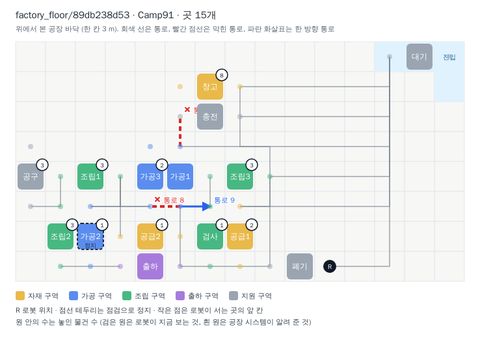 factory_floor/89db238d53 · Camp91 · 곳 15개
위에서 본 공장 바닥 (한 칸 3 m). 회색 선은 통로, 빨간 점선은 막힌 통로, 파란 화살표는 한 방향 통로
대기
진입
창고
8
충전
공구
3
조립1
3
가공3
2
가공1
조립3
3
통로 8
통로 9
조립2
3
가공2
1
정지
공급2
1
검사
1
공급1
2
출하
폐기
R
자재 구역
가공 구역
조립 구역
출하 구역
지원 구역
R 로봇 위치 · 점선 테두리는 점검으로 정지 · 작은 점은 로봇이 서는 곳의 앞 칸
원 안의 수는 놓인 물건 수 (검은 원은 로봇이 지금 보는 것, 흰 원은 공장 시스템이 알려 준 것)